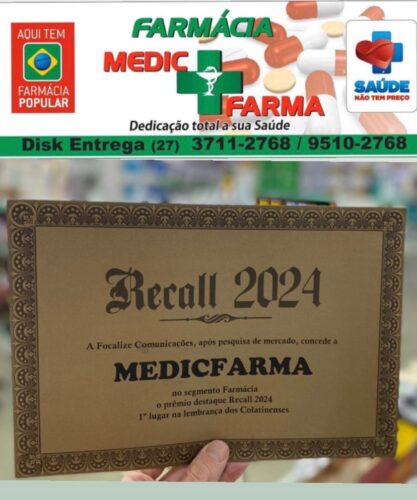 AQUI TEM
FARMÁCIA
POPULAR
FARMÁCIA
MEDIC
FARMA
Dedicação total a sua Saúde
SAÚDE
NÃO TEM PREÇO
Disk Entrega (27) 3711-2768 / 9510-2768
Recall 2024
A Focalize Comunicações, após pesquisa de mercado, concede a
MEDICFARMA
no segmento Farmácia
o prêmio destaque Recall 2024
1º lugar na lembrança dos Colatinenses